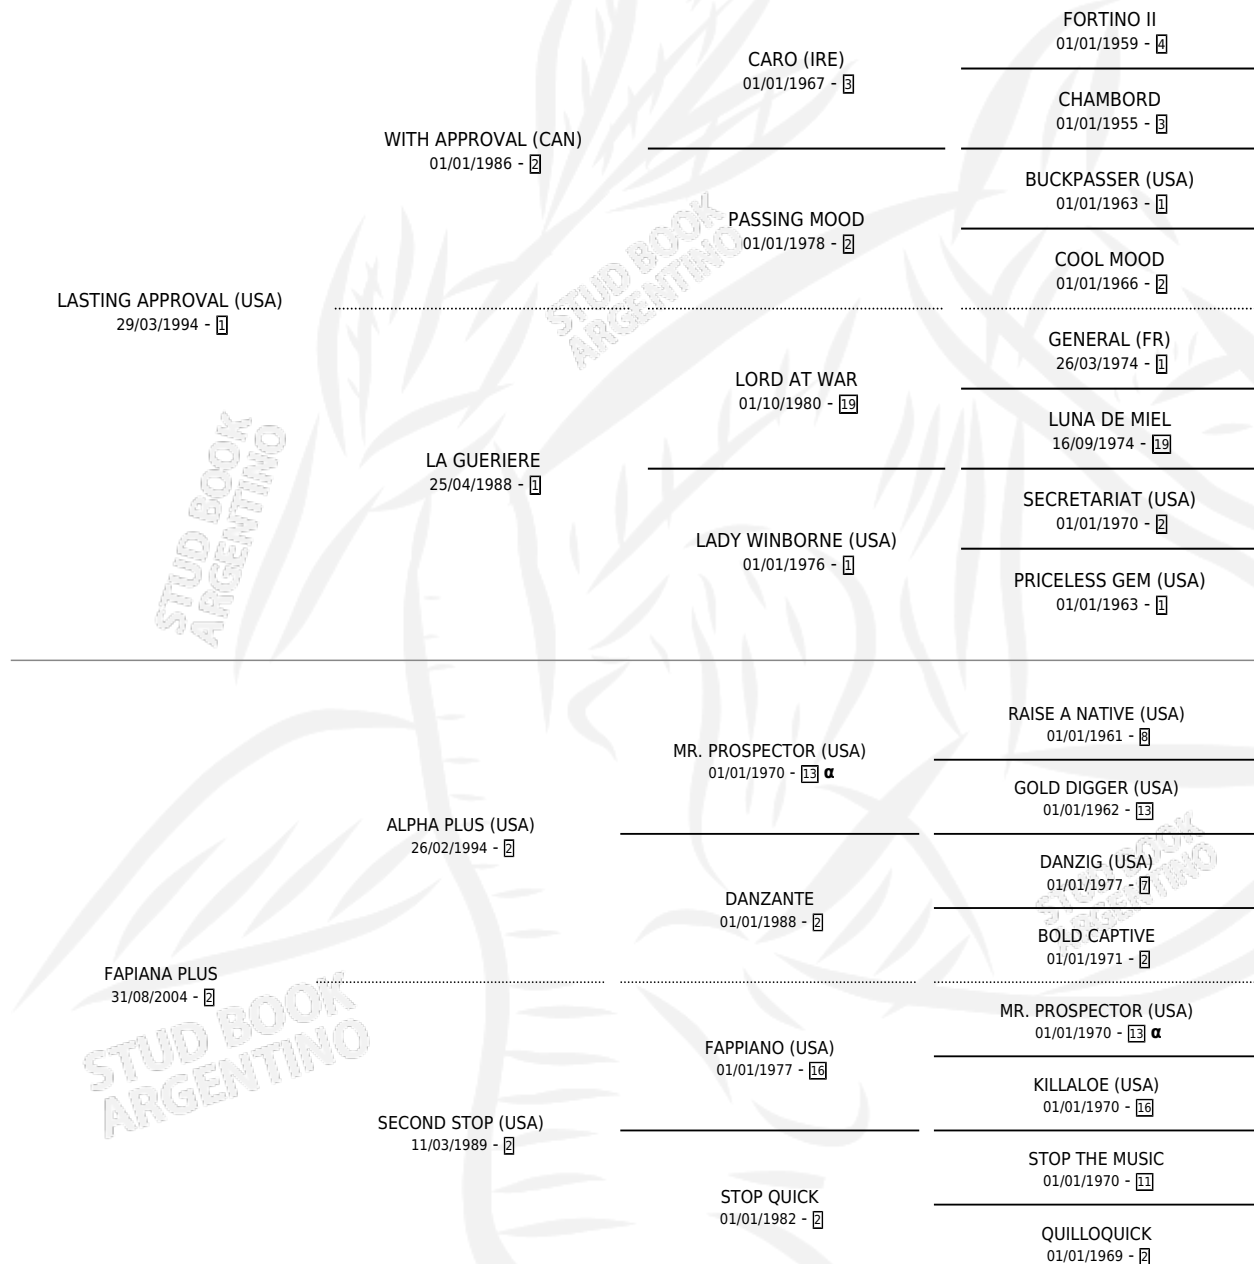 FORTINO II
01/01/1959 - 4
CARO (IRE)
01/01/1967 - 3
CHAMBORD
01/01/1955 - 3
WITH APPROVAL (CAN)
01/01/1986 - 2
BUCKPASSER (USA)
01/01/1963 - 1
PASSING MOOD
01/01/1978 - 2
COOL MOOD
01/01/1966 - 2
LASTING APPROVAL (USA)
29/03/1994 - 1
GENERAL (FR)
26/03/1974 - 1
LORD AT WAR
01/10/1980 - 19
LUNA DE MIEL
16/09/1974 - 19
LA GUERIERE
25/04/1988 - 1
SECRETARIAT (USA)
01/01/1970 - 2
LADY WINBORNE (USA)
01/01/1976 - 1
PRICELESS GEM (USA)
01/01/1963 - 1
RAISE A NATIVE (USA)
01/01/1961 - 8
MR. PROSPECTOR (USA)
01/01/1970 - 13 α
GOLD DIGGER (USA)
01/01/1962 - 13
ALPHA PLUS (USA)
26/02/1994 - 2
DANZIG (USA)
01/01/1977 - 7
DANZANTE
01/01/1988 - 2
BOLD CAPTIVE
01/01/1971 - 2
FAPIANA PLUS
31/08/2004 - 2
MR. PROSPECTOR (USA)
01/01/1970 - 13 α
FAPPIANO (USA)
01/01/1977 - 16
KILLALOE (USA)
01/01/1970 - 16
SECOND STOP (USA)
11/03/1989 - 2
STOP THE MUSIC
01/01/1970 - 11
STOP QUICK
01/01/1982 - 2
QUILLOQUICK
01/01/1969 - 2
STUD BOOK
ARGENTINO
STUD BOOK
ARGENTINO
STUD BOOK
ARGENTINO
STUD BOOK
ARGENTINO